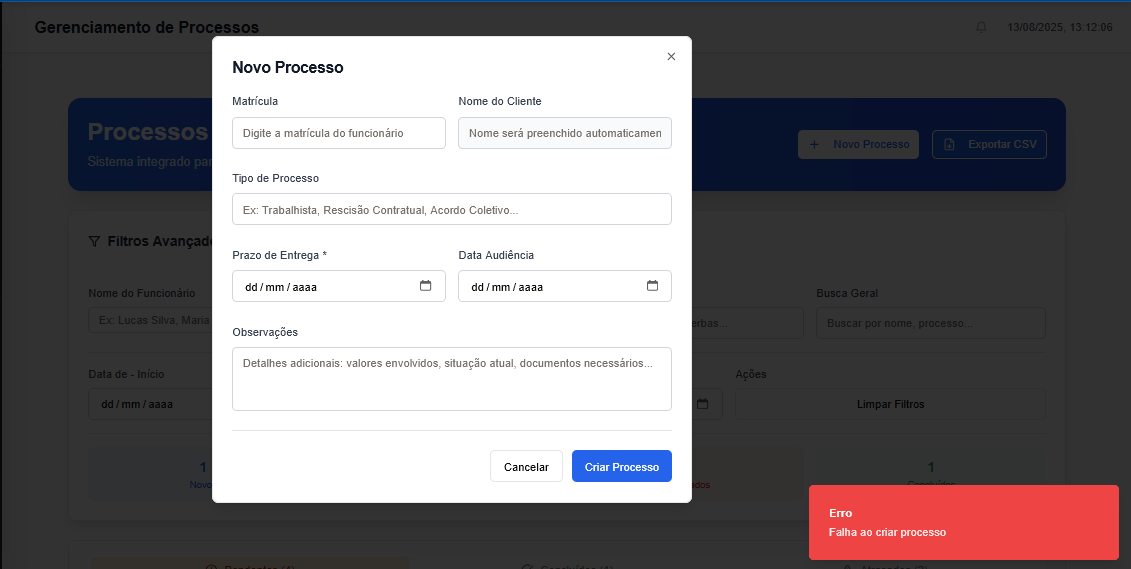 Gerenciamento de Processos
13/08/2025, 13:12:06
Novo Processo
Matrícula
Nome do Cliente
Digite a matrícula do funcionário
Nome será preenchido automaticamen
Processos
Sistema integrado par
+ Novo Processo
Exportar CSV
Tipo de Processo
Ex: Trabalhista, Rescisão Contratual, Acordo Coletivo...
Filtros Avançad
Prazo de Entrega *
Data Audiência
dd / mm / aaaa
dd / mm / aaaa
Nome do Funcionário
Busca Geral
Ex: Lucas Silva, Maria
erbas...
Buscar por nome, processo...
Observações
Detalhes adicionais: valores envolvidos, situação atual, documentos necessários...
Data de - Início
Ações
dd / mm / aaaa
Limpar Filtros
Cancelar
Criar Processo
1
1
Novo
ados
Concluídos
Erro
Falha ao criar processo
Pendentes (4)
Concluídos (1)